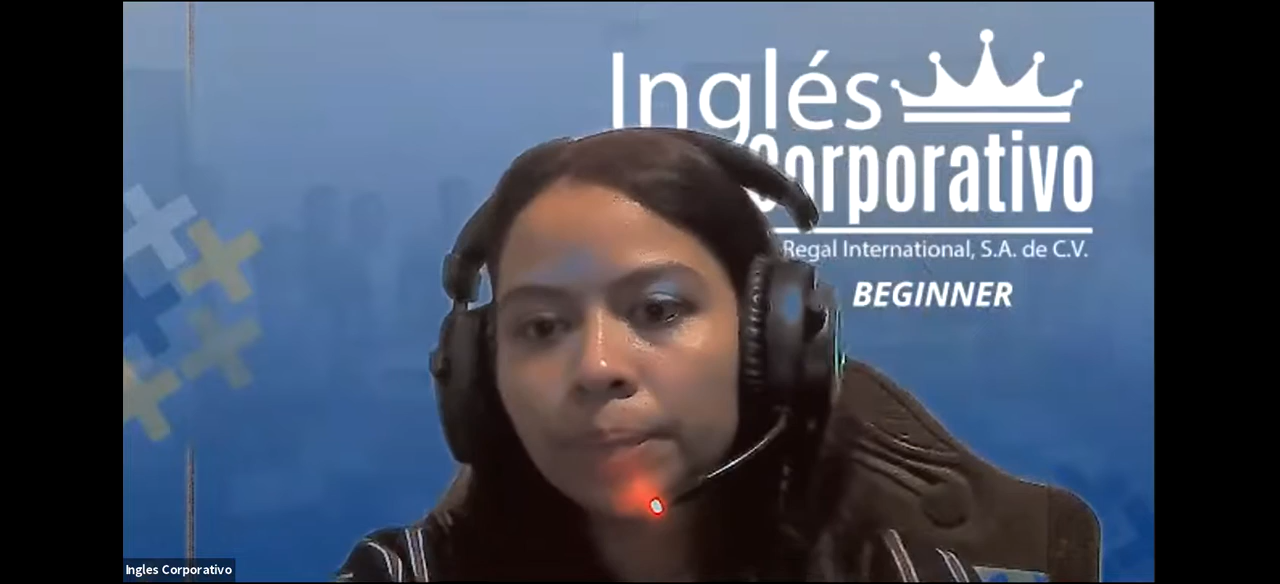 Inglés
Corporativo
Regal International, S.A. de C.V.
BEGINNER
Ingles Corporativo